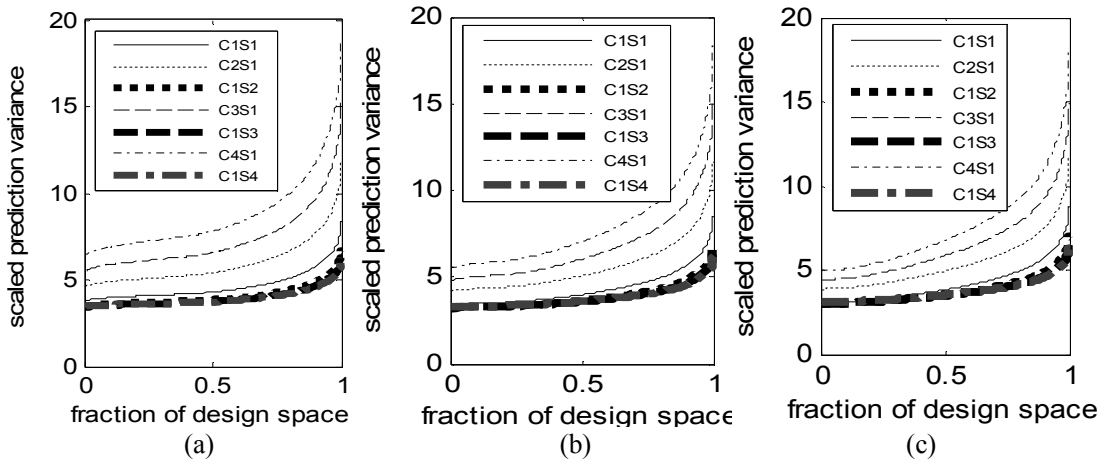 20
15
10
5
0
scaled prediction variance
C1S1
C2S1
C1S2
C3S1
C1S3
C4S1
C1S4
0
0.5
1
fraction of design space
(a)
20
15
10
5
0
scaled prediction variance
C1S1
C2S1
C1S2
C3S1
C1S3
C4S1
C1S4
0
0.5
1
fraction of design space
(b)
20
15
10
5
0
scaled prediction variance
C1S1
C2S1
C1S2
C3S1
C1S3
C4S1
C1S4
0
0.5
1
fraction of design space
(c)